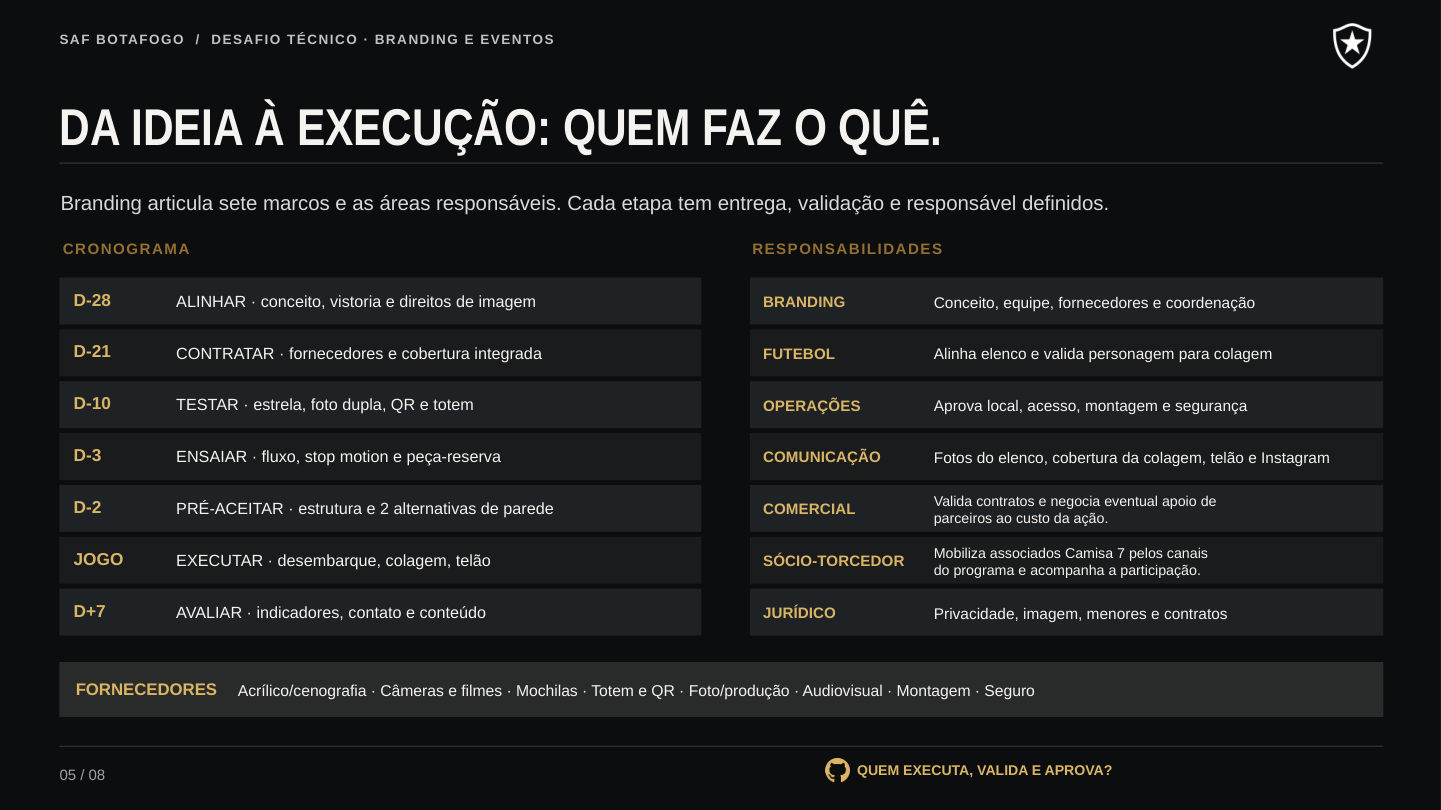 SAF BOTAFOGO / DESAFIO TÉCNICO · BRANDING E EVENTOS
DA IDEIA À EXECUÇÃO: QUEM FAZ O QUÊ.
Branding articula sete marcos e as áreas responsáveis. Cada etapa tem entrega, validação e responsável definidos.
CRONOGRAMA
D-28 ALINHAR · conceito, vistoria e direitos de imagem
D-21 CONTRATAR · fornecedores e cobertura integrada
D-10 TESTAR · estrela, foto dupla, QR e totem
D-3 ENSAIAR · fluxo, stop motion e peça-reserva
D-2 PRÉ-ACEITAR · estrutura e 2 alternativas de parede
JOGO EXECUTAR · desembarque, colagem, telão
D+7 AVALIAR · indicadores, contato e conteúdo
RESPONSABILIDADES
BRANDING Conceito, equipe, fornecedores e coordenação
FUTEBOL Alinha elenco e valida personagem para colagem
OPERAÇÕES Aprova local, acesso, montagem e segurança
COMUNICAÇÃO Fotos do elenco, cobertura da colagem, telão e Instagram
COMERCIAL Valida contratos e negocia eventual apoio de
parceiros ao custo da ação.
SÓCIO-TORCEDOR Mobiliza associados Camisa 7 pelos canais
do programa e acompanha a participação.
JURÍDICO Privacidade, imagem, menores e contratos
FORNECEDORES Acrílico/cenografia · Câmeras e filmes · Mochilas · Totem e QR · Foto/produção · Audiovisual · Montagem · Seguro
05 / 08
QUEM EXECUTA, VALIDA E APROVA?